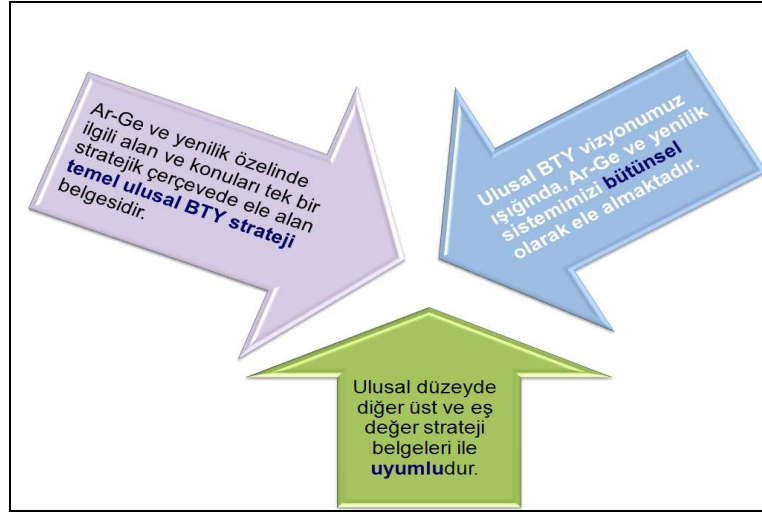 Ar-Ge ve yenilik özelinde
ilgili alan ve konuları tek bir
stratejik çerçevede ele alan
temel ulusal BTY strateji
belgesidir.
Ulusal BTY vizyonumuz
ışığında, Ar-Ge ve yenilik
sistemimizi bütünsel
olarak ele almaktadır.
Ulusal düzeyde
diğer üst ve eş
değer strateji
belgeleri ile
uyumludur.